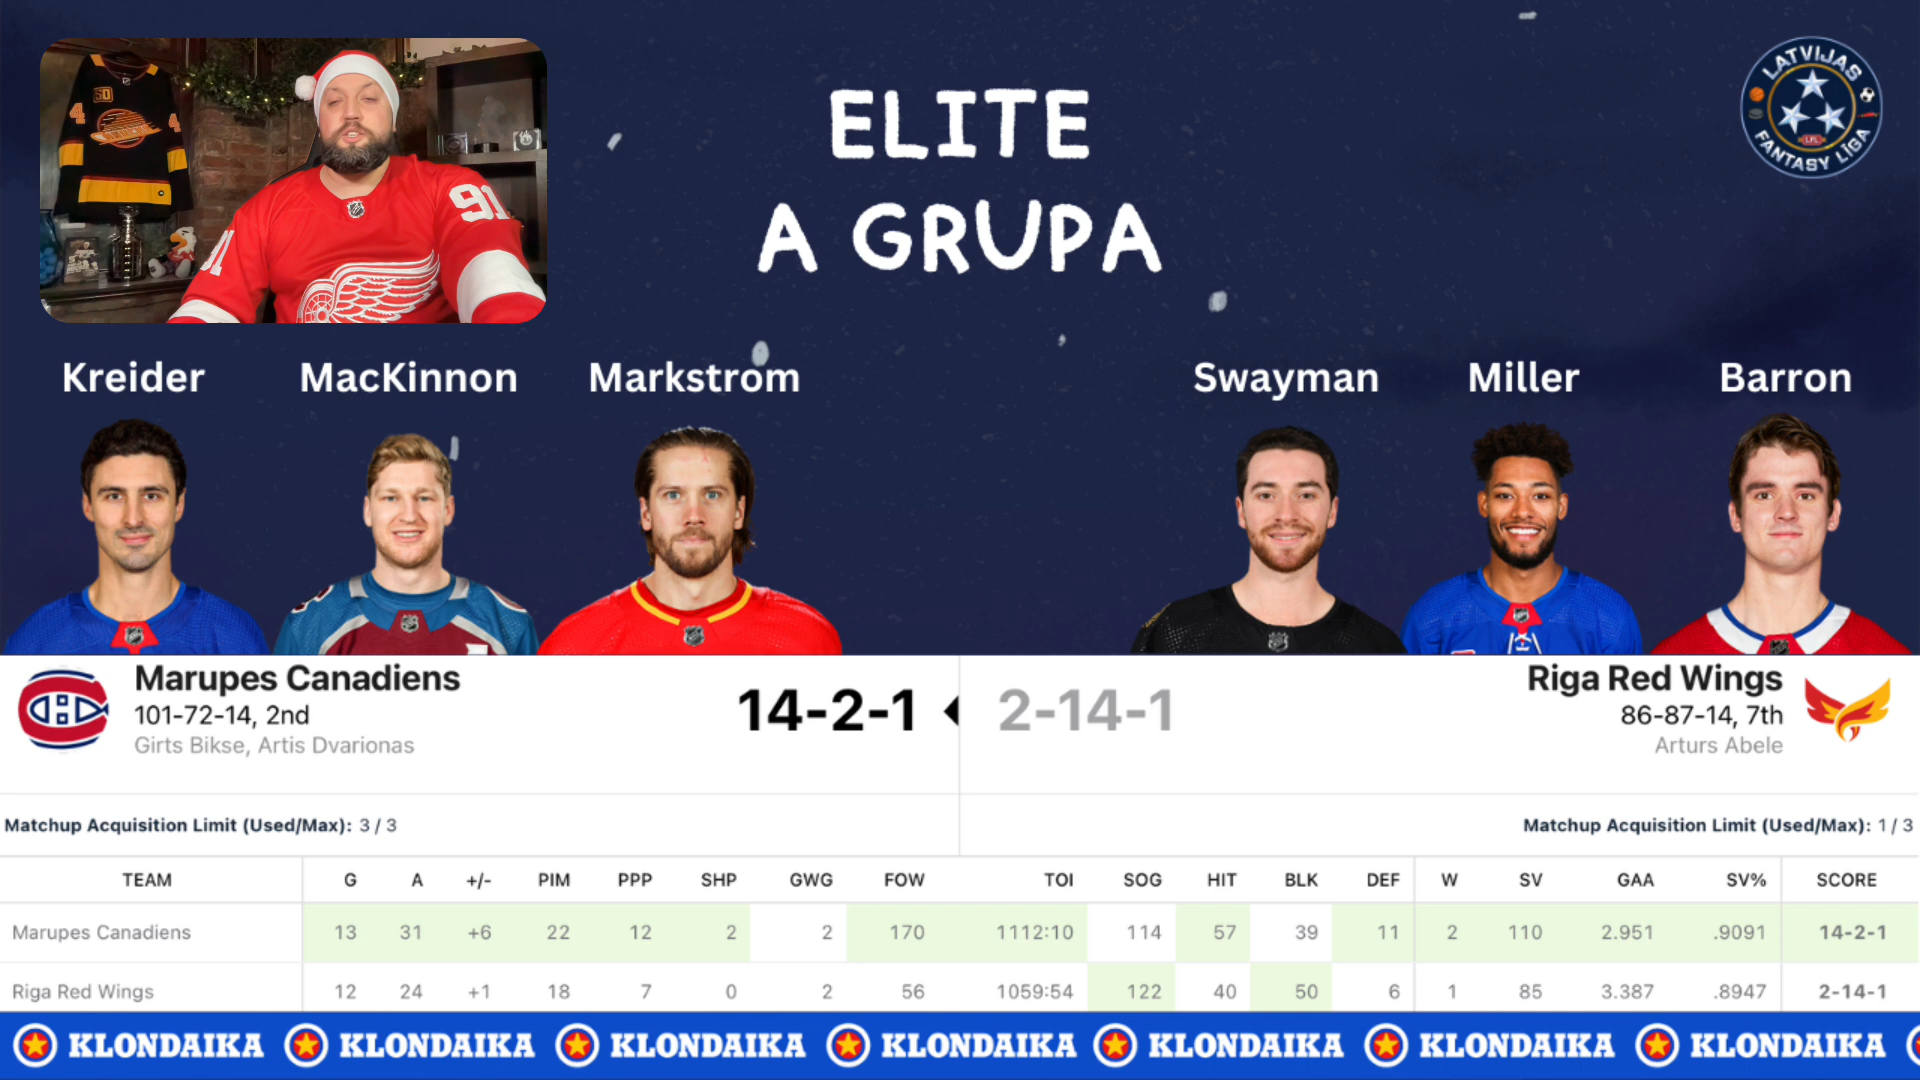 50
4
4
91
91
ELITE
A GRUPA
LATVIJAS
LFL
FANTASY LĪGA
Kreider
MacKinnon
Markstrom
Swayman
Miller
Barron
Marupes Canadiens
101-72-14, 2nd
Girts Bikse, Artis Dvarionas
14-2-1
2-14-1
Riga Red Wings
86-87-14, 7th
Arturs Abele
Matchup Acquisition Limit (Used/Max): 3 / 3
Matchup Acquisition Limit (Used/Max): 1 / 3
TEAM G A +/- PIM PPP SHP GWG FOW TOI SOG HIT BLK DEF W SV GAA SV% SCORE
Marupes Canadiens 13 31 +6 22 12 2 2 170 1112:10 114 57 39 11 2 110 2.951 .9091 14-2-1
Riga Red Wings 12 24 +1 18 7 0 2 56 1059:54 122 40 50 6 1 85 3.387 .8947 2-14-1
KLONDAIKA KLONDAIKA KLONDAIKA KLONDAIKA KLONDAIKA KLONDAIKA KLONDAIKA